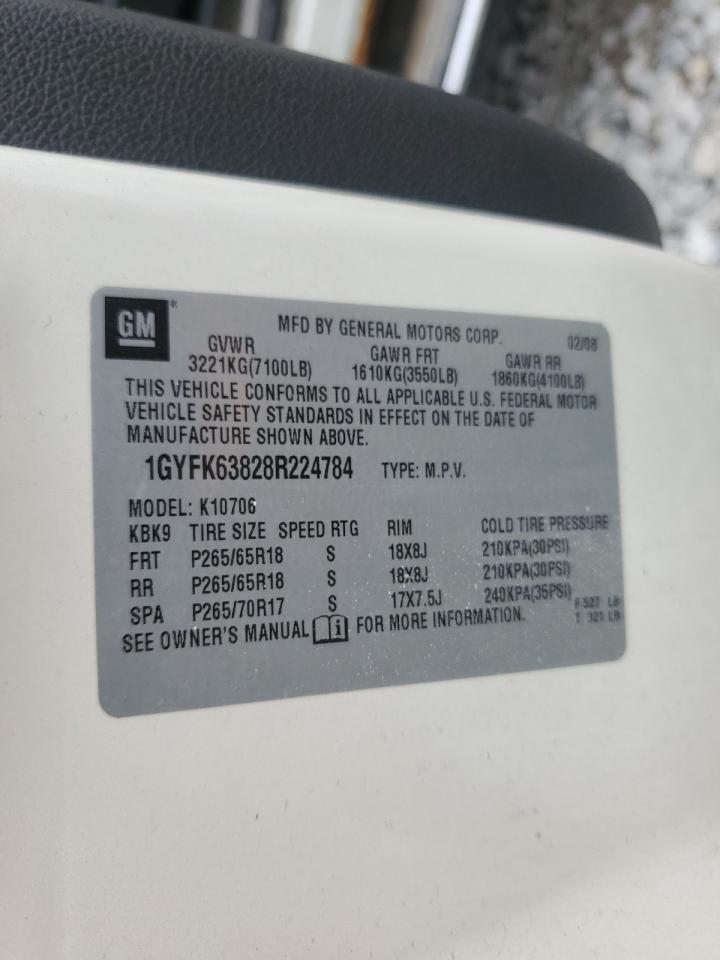 GM®
MFD BY GENERAL MOTORS CORP. 02/08
GVWR GAWR FRT GAWR RR
3221KG(7100LB) 1610KG(3550LB) 1860KG(4100LB)
THIS VEHICLE CONFORMS TO ALL APPLICABLE U.S. FEDERAL MOTOR
VEHICLE SAFETY STANDARDS IN EFFECT ON THE DATE OF
MANUFACTURE SHOWN ABOVE.
1GYFK63828R224784 TYPE: M.P.V.
MODEL: K10706
KBK9 TIRE SIZE SPEED RTG RIM COLD TIRE PRESSURE
FRT P265/65R18 S 18X8J 210KPA(30PSI)
RR P265/65R18 S 18X8J 210KPA(30PSI)
SPA P265/70R17 S 17X7.5J 240KPA(35PSI)
F 527 LB
T 321 LB
SEE OWNER'S MANUAL i FOR MORE INFORMATION.